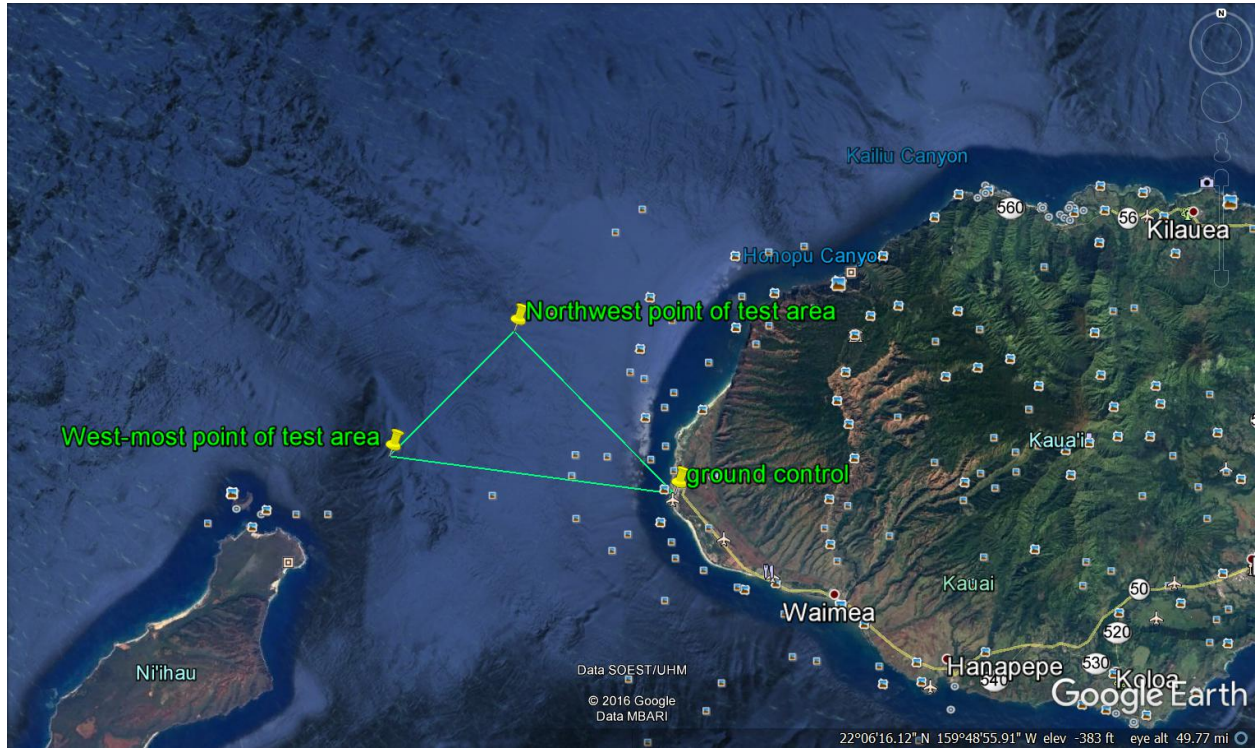 N
Kailiu Canyon
560
56
Kilauea
Honopu Canyo
Northwest point of test area
West-most point of test area
Kaua'i
ground control
Kauai
50
Waimea
520
Ni'ihau
Data SOEST/UHM
Hanapepe
530
Koloa
540
© 2016 Google
Data MBARI
Google Earth
22°06'16.12" N 159°48'55.91" W elev -383 ft eye alt 49.77 mi